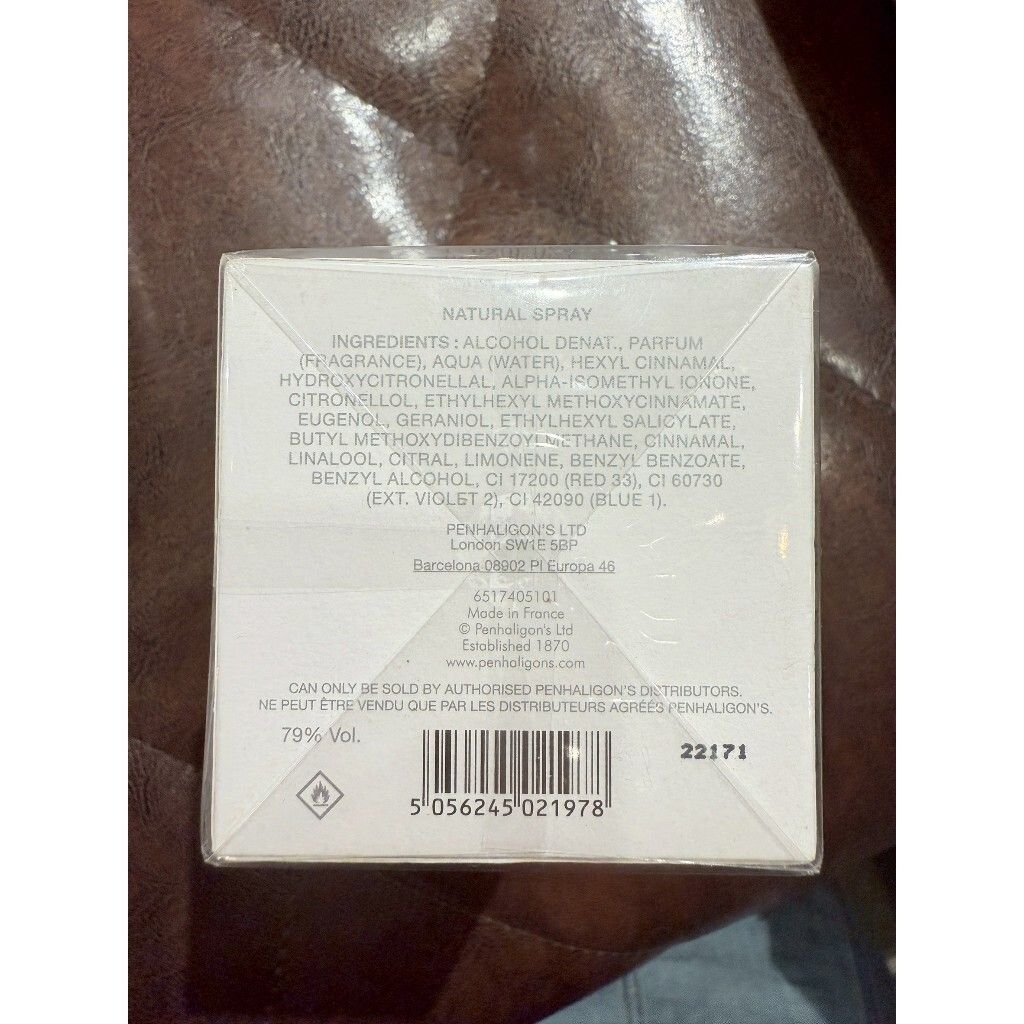 NATURAL SPRAY
INGREDIENTS : ALCOHOL DENAT., PARFUM
(FRAGRANCE), AQUA (WATER), HEXYL CINNAMAL,
HYDROXYCITRONELLAL, ALPHA-ISOMETHYL IONONE,
CITRONELLOL, ETHYLHEXYL METHOXYCINNAMATE,
EUGENOL, GERANIOL, ETHYLHEXYL SALICYLATE,
BUTYL METHOXYDIBENZOYLMETHANE, CINNAMAL,
LINALOOL, CITRAL, LIMONENE, BENZYL BENZOATE,
BENZYL ALCOHOL, CI 17200 (RED 33), CI 60730
(EXT. VIOLET 2), CI 42090 (BLUE 1).
PENHALIGON'S LTD
London SW1E 5BP
Barcelona 08902 Pl Europa 46
6517405101
Made in France
© Penhaligon's Ltd
Established 1870
www.penhaligons.com
CAN ONLY BE SOLD BY AUTHORISED PENHALIGON'S DISTRIBUTORS.
NE PEUT ÊTRE VENDU QUE PAR LES DISTRIBUTEURS AGRÉÉS PENHALIGON'S.
79% Vol.
22171
5 056245 021978